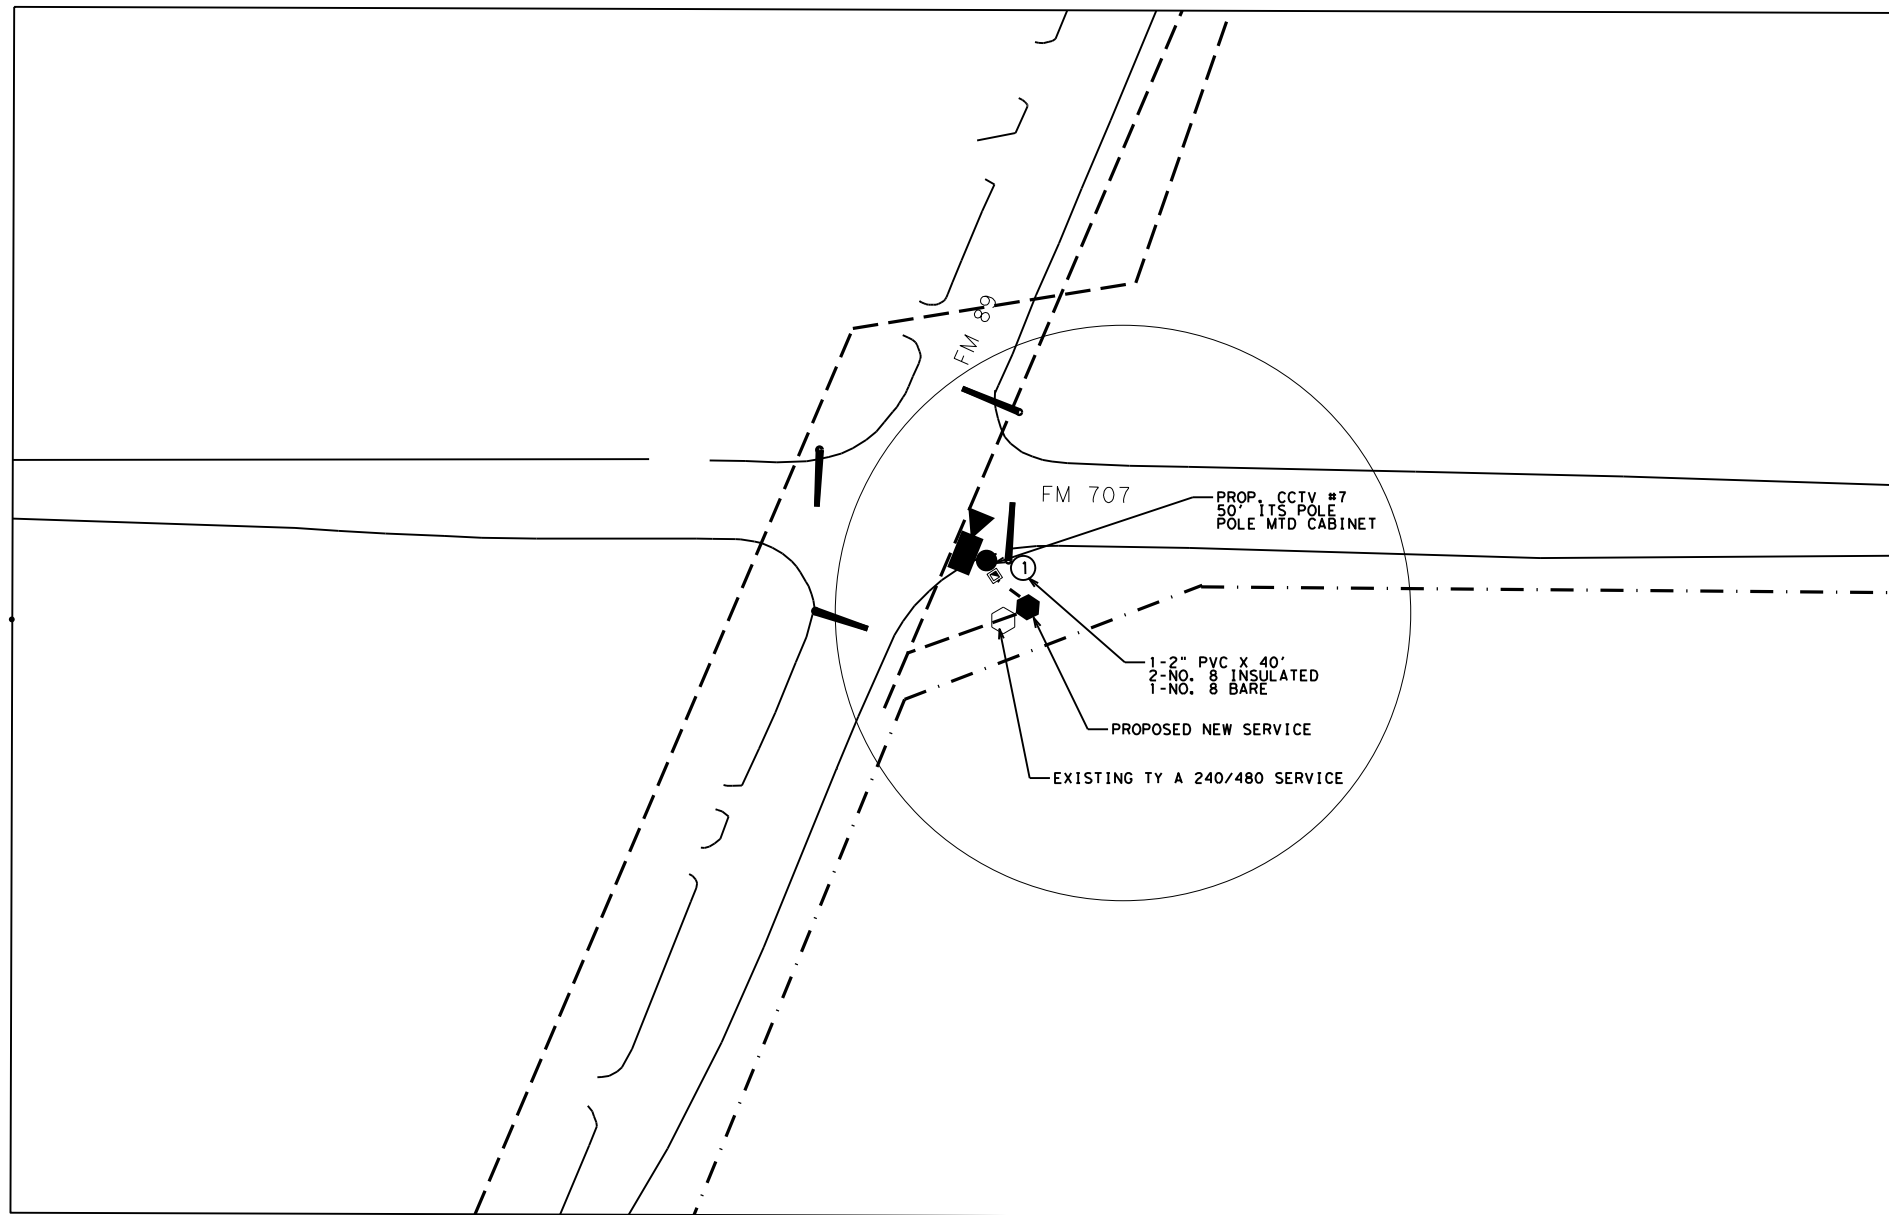 FM 89
FM 707
PROP. CCTV #7
50' ITS POLE
POLE MTD CABINET
1
1-2" PVC X 40'
2-NO. 8 INSULATED
1-NO. 8 BARE
PROPOSED NEW SERVICE
EXISTING TY A 240/480 SERVICE